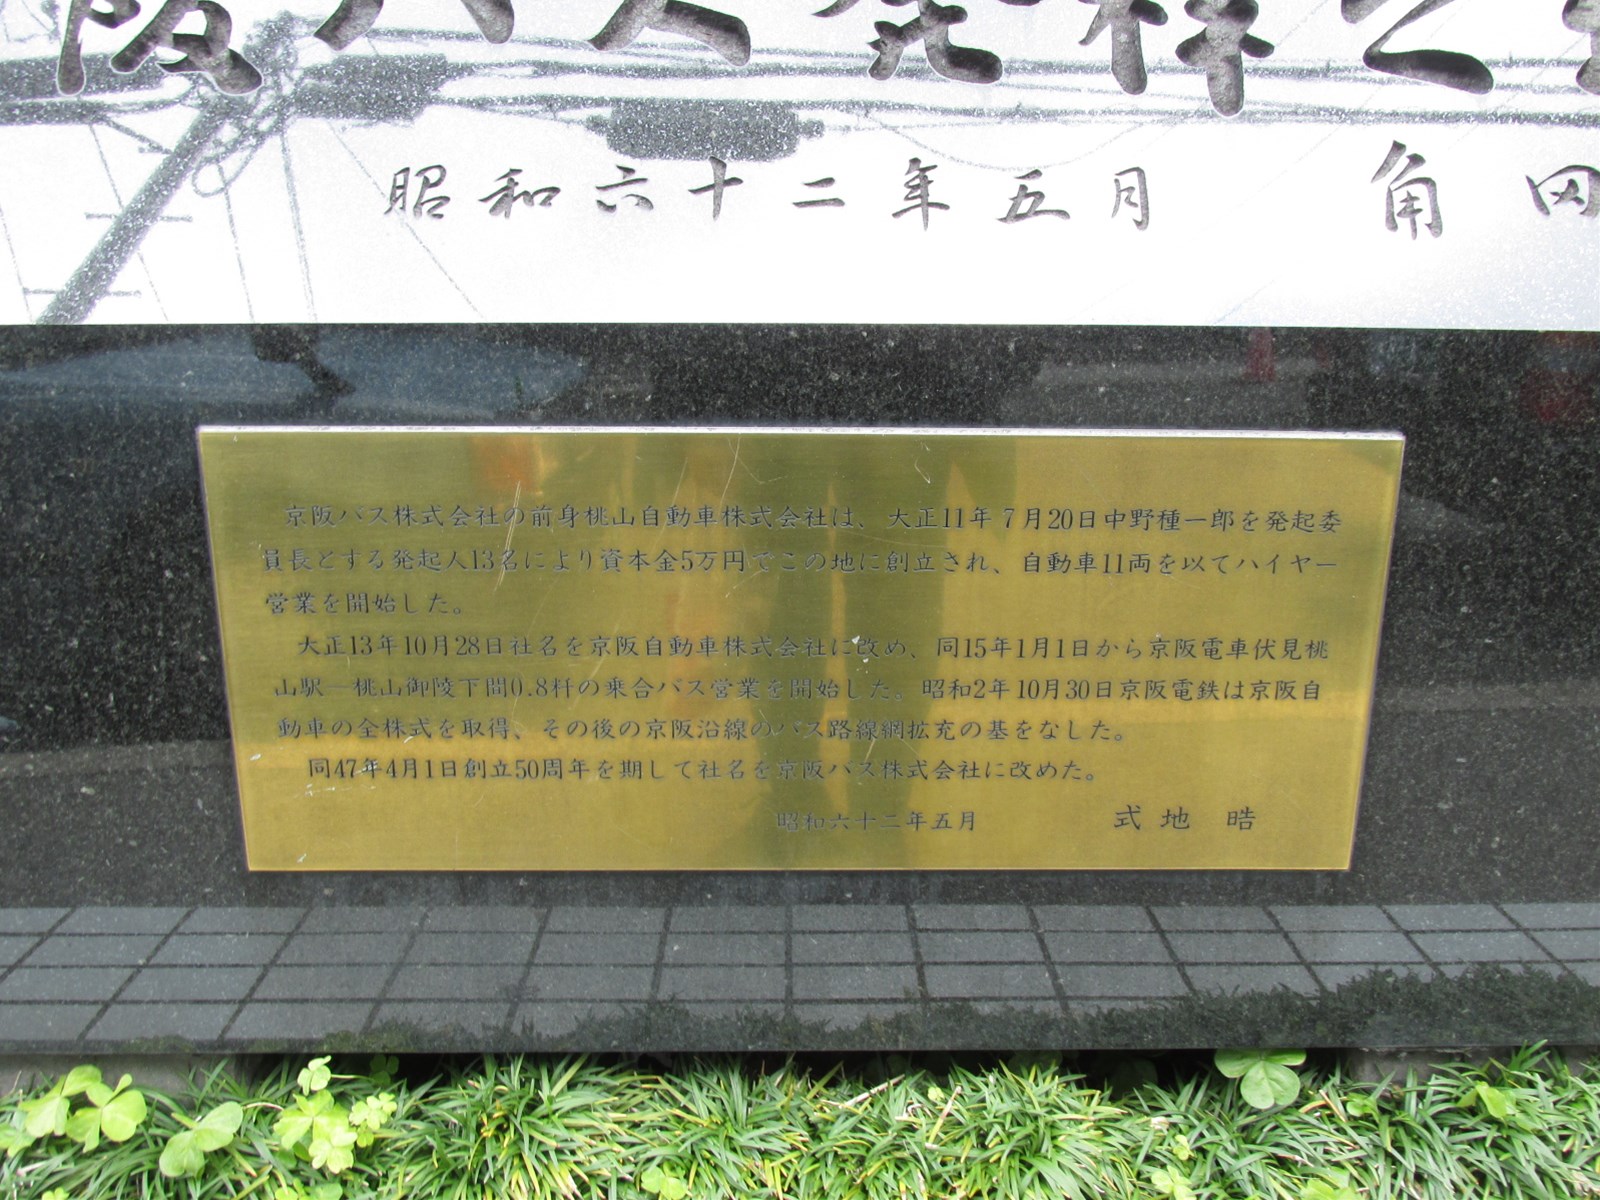 阪バス発祥之
昭和六十二年五月 角田
京阪バス株式会社の前身桃山自動車株式会社は、大正11年7月20日中野種一郎を発起委
員長とする発起人13名により資本金5万円でこの地に創立され、自動車11両を以てハイヤー
営業を開始した。
大正13年10月28日社名を京阪自動車株式会社に改め、同15年1月1日から京阪電車伏見桃
山駅―桃山御陵下間0.8粁の乗合バス営業を開始した。昭和2年10月30日京阪電鉄は京阪自
動車の全株式を取得、その後の京阪沿線のバス路線網拡充の基をなした。
同47年4月1日創立50周年を期して社名を京阪バス株式会社に改めた。
昭和六十二年五月 式地 晧